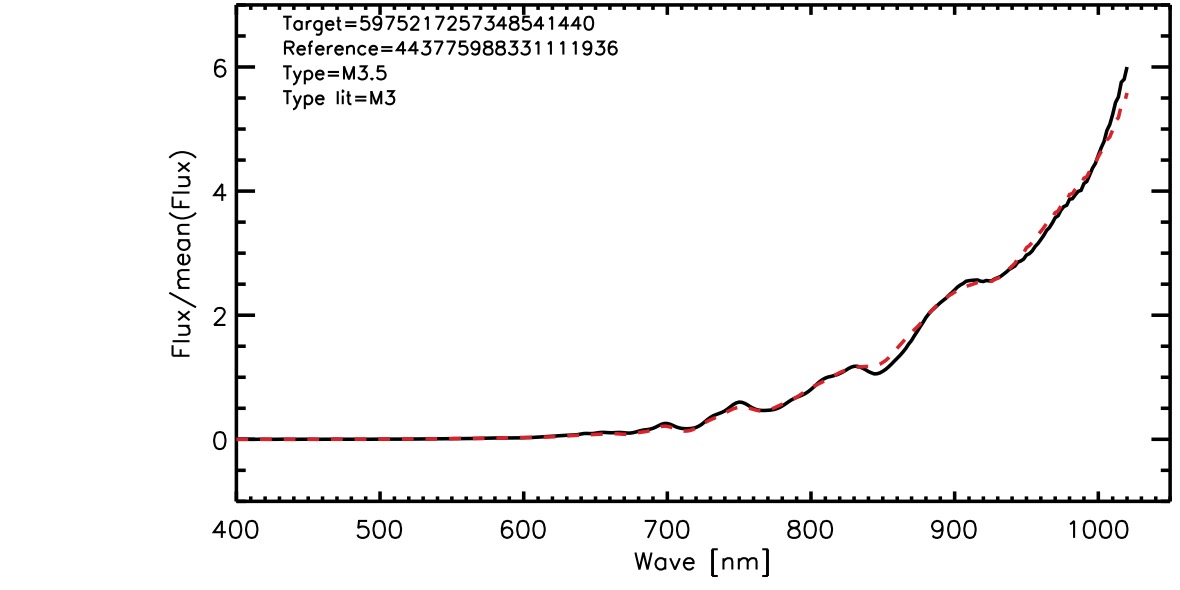 Target=5975217257348541440
Reference=443775988331111936
Type=M3.5
Type lit=M3
6
4
2
0
Flux/mean(Flux)
400 500 600 700 800 900 1000
Wave [nm]